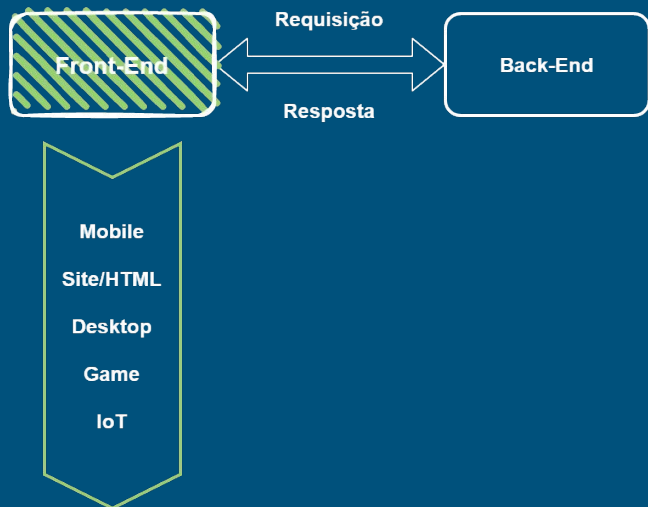 Requisição
Front-End
Back-End
Resposta
Mobile
Site/HTML
Desktop
Game
IoT